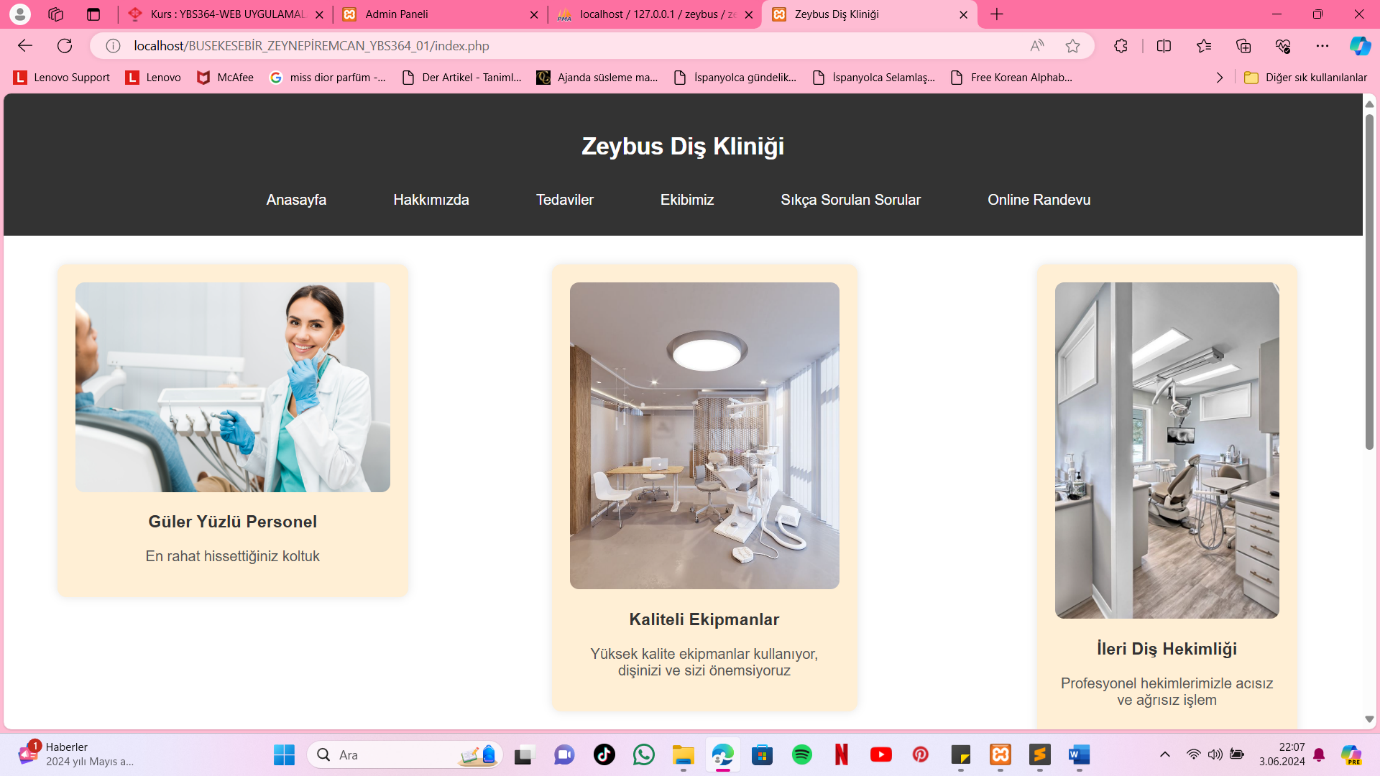 Kurs : YBS364-WEB UYGULAMAL
Admin Paneli
localhost / 127.0.0.1 / zeybus / ze
Zeybus Diş Kliniği
localhost/BUSEKESEBİR_ZEYNEPİREMCAN_YBS364_01/index.php
Lenovo Support
Lenovo
McAfee
miss dior parfüm -...
Der Artikel - Tanıml...
Ajanda süsleme ma...
İspanyolca gündelik...
İspanyolca Selamlaş...
Free Korean Alphab...
Diğer sık kullanılanlar
Zeybus Diş Kliniği
Anasayfa
Hakkımızda
Tedaviler
Ekibimiz
Sıkça Sorulan Sorular
Online Randevu
Güler Yüzlü Personel
En rahat hissettiğiniz koltuk
Kaliteli Ekipmanlar
Yüksek kalite ekipmanlar kullanıyor,
dişinizi ve sizi önemsiyoruz
İleri Diş Hekimliği
Profesyonel hekimlerimizle acısız
ve ağrısız işlem
1
Haberler
2024 yılı Mayıs a...
Ara
22:07
3.06.2024
PRE